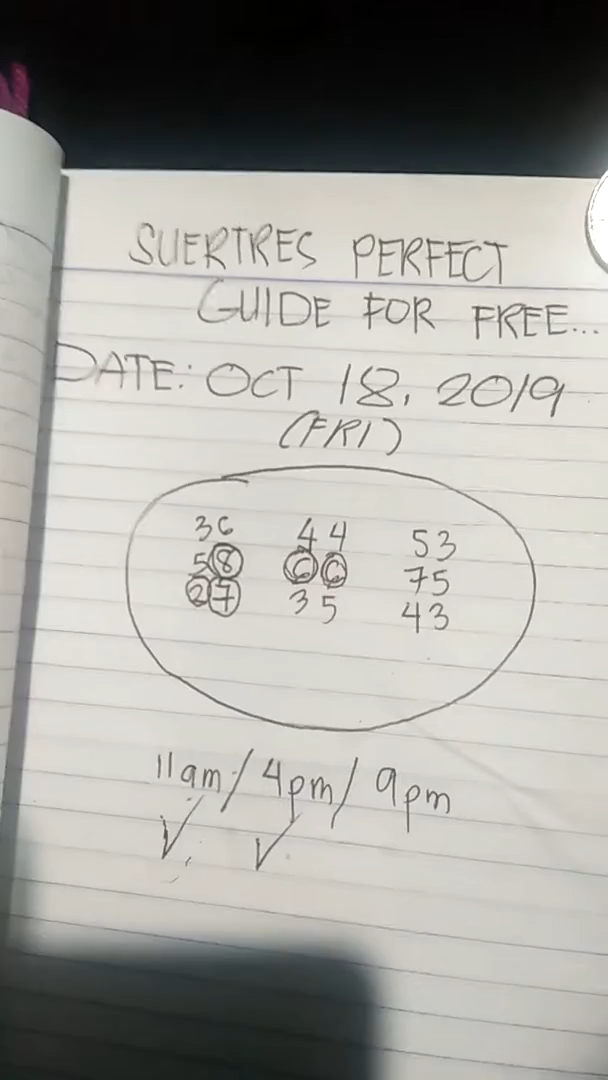 SUERTRES PERFECT
GUIDE FOR FREE...
DATE: OCT 18, 2019
(FRI)
36 44 53
58 66 75
27 35 43
11am/ 4pm/ 9pm